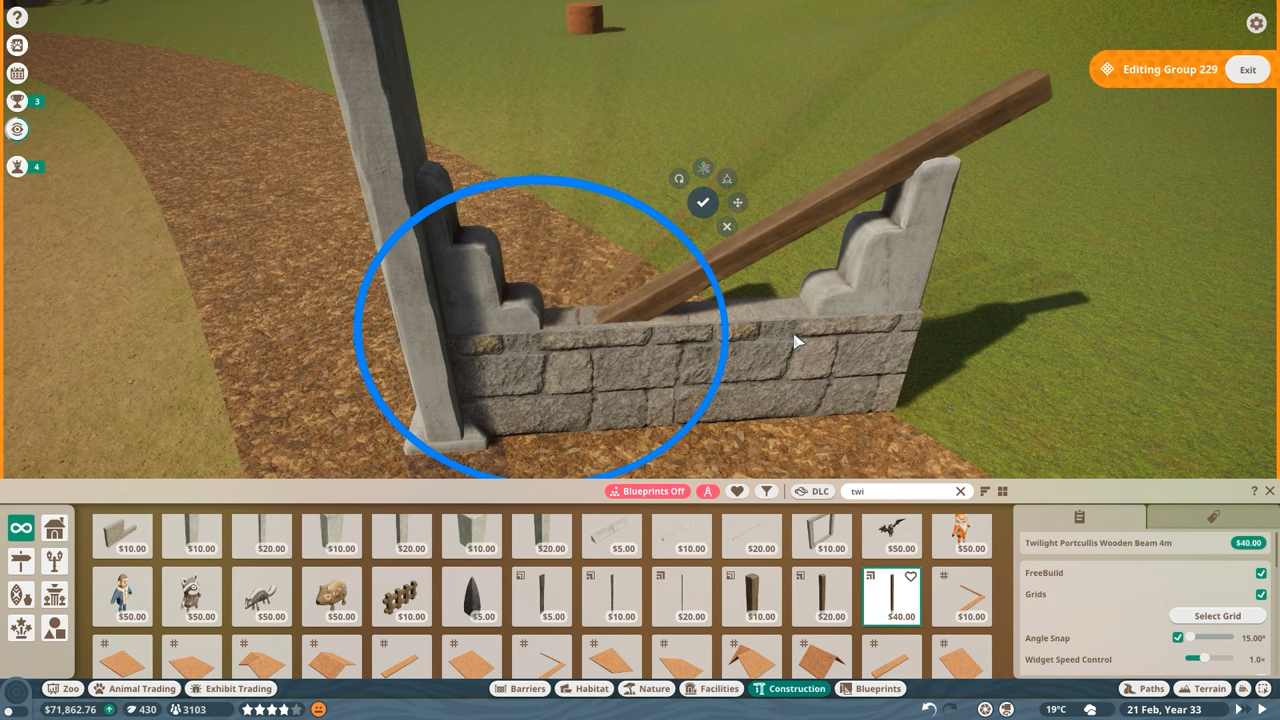 ?
3
4
Editing Group 229
Exit
Blueprints Off
DLC
twi
? 
$10.00
$10.00
$20.00
$10.00
$20.00
$10.00
$20.00
$5.00
$10.00
$20.00
$10.00
$50.00
$50.00
$50.00
$50.00
$50.00
$50.00
$10.00
$5.00
$5.00
$10.00
$20.00
$10.00
$20.00
$40.00
$10.00
Twilight Portcullis Wooden Beam 4m
$40.00
FreeBuild
Grids
Select Grid
Angle Snap
15.00°
Widget Speed Control
1.0×
Zoo
Animal Trading
Exhibit Trading
Barriers
Habitat
Nature
Facilities
Construction
Blueprints
Paths
Terrain
$71,862.76
430
3103
19°C
21 Feb, Year 33